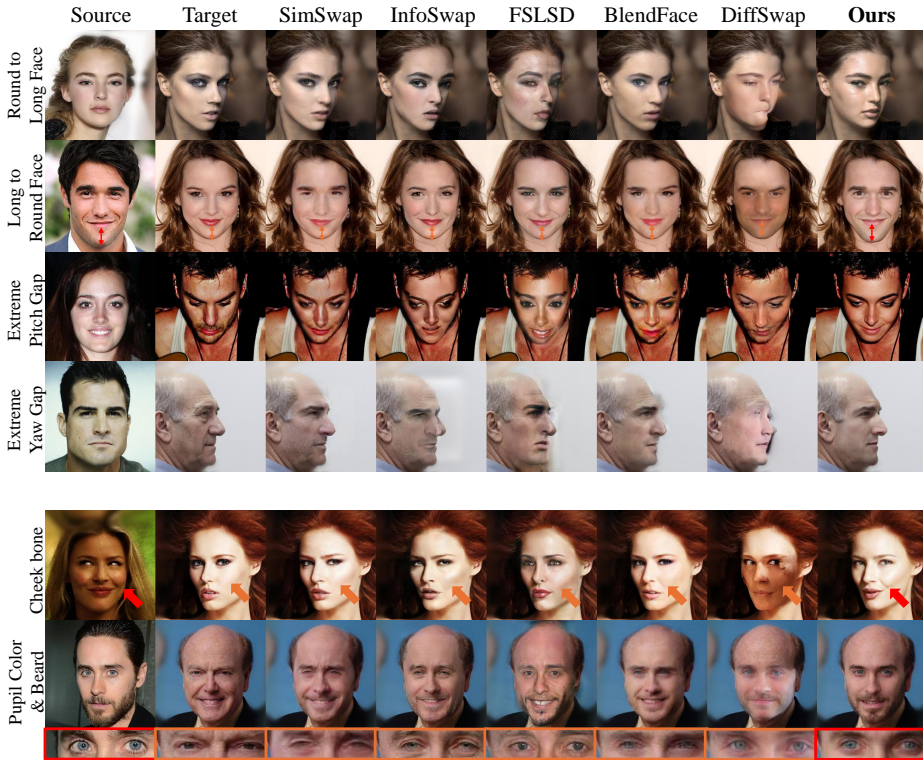 Source Target SimSwap InfoSwap FSLSD BlendFace DiffSwap Ours
Round to
Long Face
Long to
Round Face
Extreme
Pitch Gap
Extreme
Yaw Gap
Cheek bone
Pupil Color
& Beard